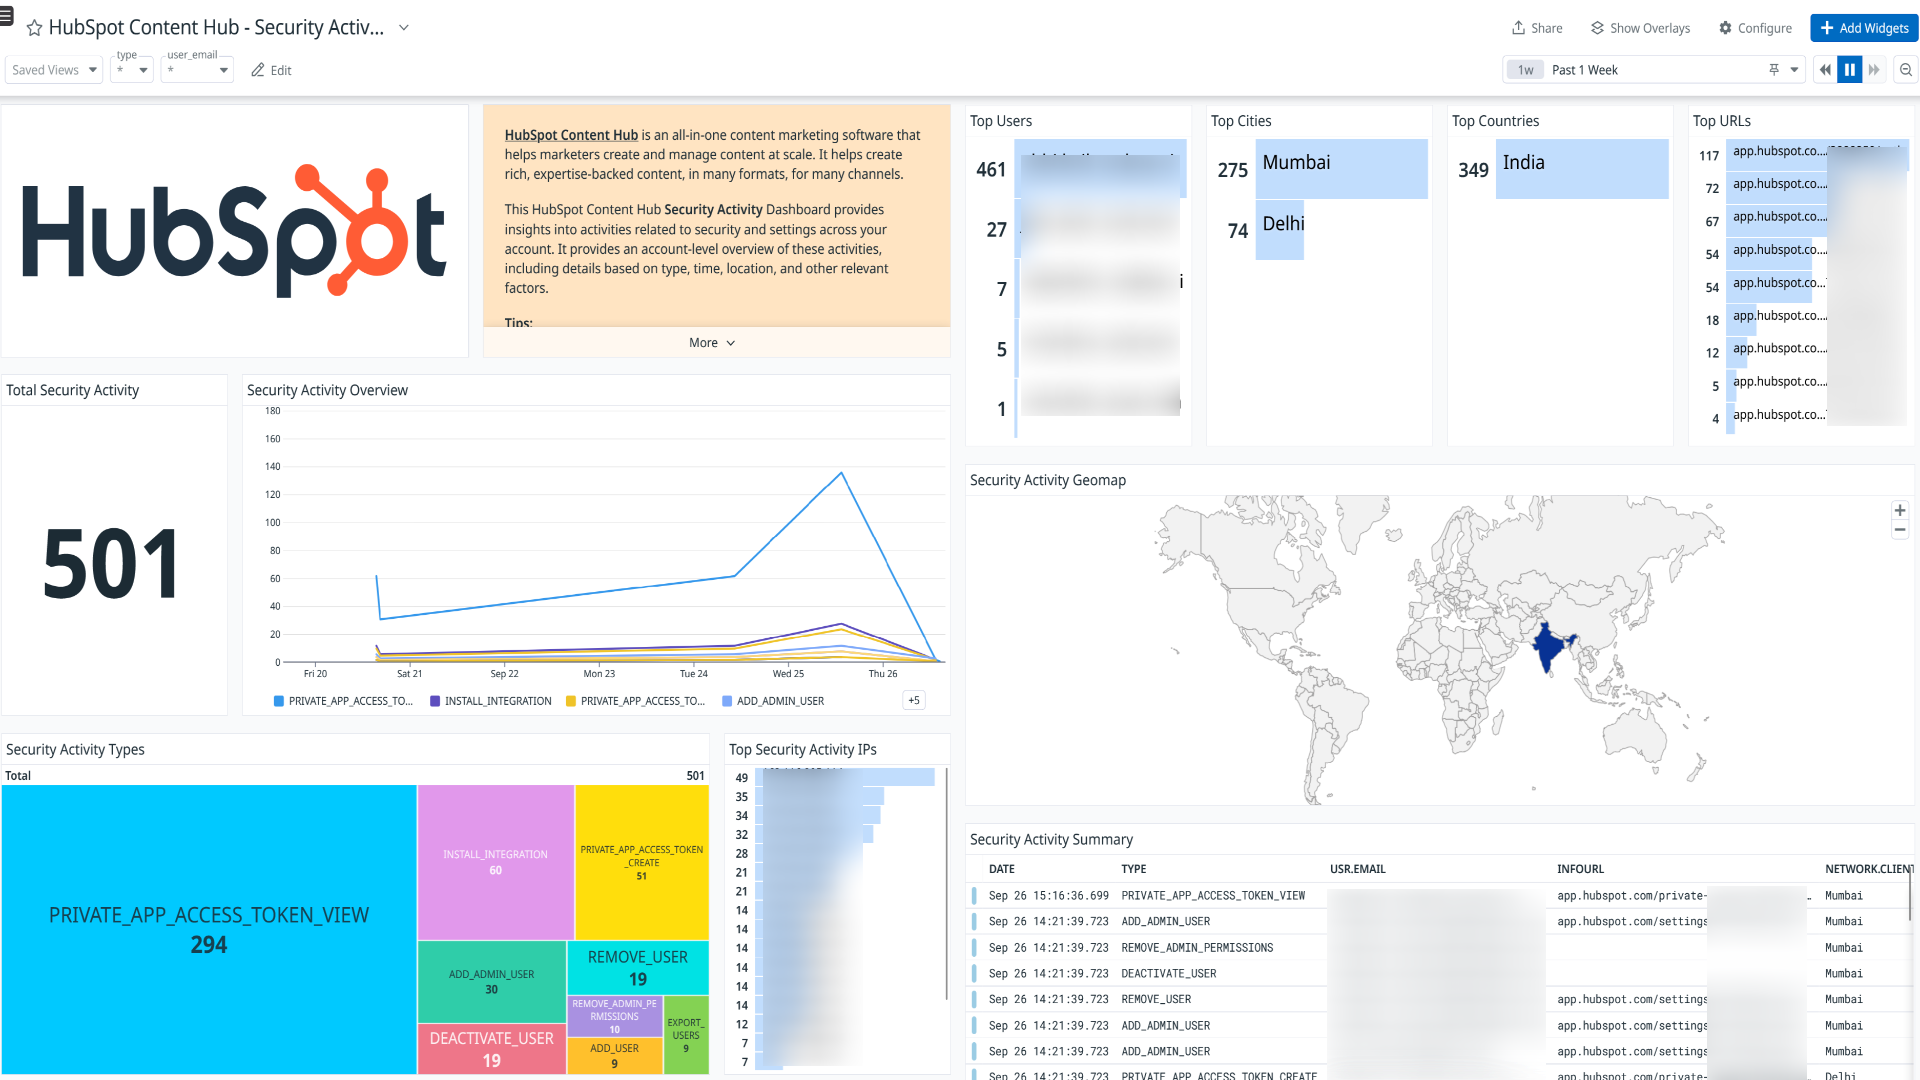 HubSpot Content Hub - Security Activ...
Share
Show Overlays
Configure
Add Widgets
Saved Views
type
*
user_email
*
Edit
1w
Past 1 Week
HubSpot
HubSpot Content Hub is an all-in-one content marketing software that
helps marketers create and manage content at scale. It helps create
rich, expertise-backed content, in many formats, for many channels.
This HubSpot Content Hub Security Activity Dashboard provides
insights into activities related to security and settings across your
account. It provides an account-level overview of these activities,
including details based on type, time, location, and other relevant
factors.
Tips:
More
Top Users
461
27
7
5
1
Top Cities
275 Mumbai
74 Delhi
Top Countries
349 India
Top URLs
117 app.hubspot.co...
72 app.hubspot.co...
67 app.hubspot.co...
54 app.hubspot.co...
54 app.hubspot.co...
18 app.hubspot.co...
12 app.hubspot.co...
5 app.hubspot.co...
4 app.hubspot.co...
Total Security Activity
501
Security Activity Overview
180
160
140
120
100
80
60
40
20
0
Fri 20 Sat 21 Sep 22 Mon 23 Tue 24 Wed 25 Thu 26
PRIVATE_APP_ACCESS_TO... INSTALL_INTEGRATION PRIVATE_APP_ACCESS_TO... ADD_ADMIN_USER +5
Security Activity Geomap
+
−
Security Activity Types
Total 501
PRIVATE_APP_ACCESS_TOKEN_VIEW
294
INSTALL_INTEGRATION
60
PRIVATE_APP_ACCESS_TOKEN
_CREATE
51
ADD_ADMIN_USER
30
REMOVE_USER
19
DEACTIVATE_USER
19
REMOVE_ADMIN_PE
RMISSIONS
10
ADD_USER
9
EXPORT_
USERS
9
Top Security Activity IPs
49
35
34
32
28
21
21
14
14
14
14
14
14
12
7
7
Security Activity Summary
DATE TYPE USR.EMAIL INFOURL NETWORK.CLIENT
Sep 26 15:16:36.699 PRIVATE_APP_ACCESS_TOKEN_VIEW app.hubspot.com/private- Mumbai
Sep 26 14:21:39.723 ADD_ADMIN_USER app.hubspot.com/settings Mumbai
Sep 26 14:21:39.723 REMOVE_ADMIN_PERMISSIONS Mumbai
Sep 26 14:21:39.723 DEACTIVATE_USER Mumbai
Sep 26 14:21:39.723 REMOVE_USER app.hubspot.com/settings Mumbai
Sep 26 14:21:39.723 ADD_ADMIN_USER app.hubspot.com/settings Mumbai
Sep 26 14:21:39.723 ADD_ADMIN_USER app.hubspot.com/settings Mumbai
Sep 26 14:21:39.723 PRIVATE_APP_ACCESS_TOKEN_CREATE app.hubspot.com/private- Delhi